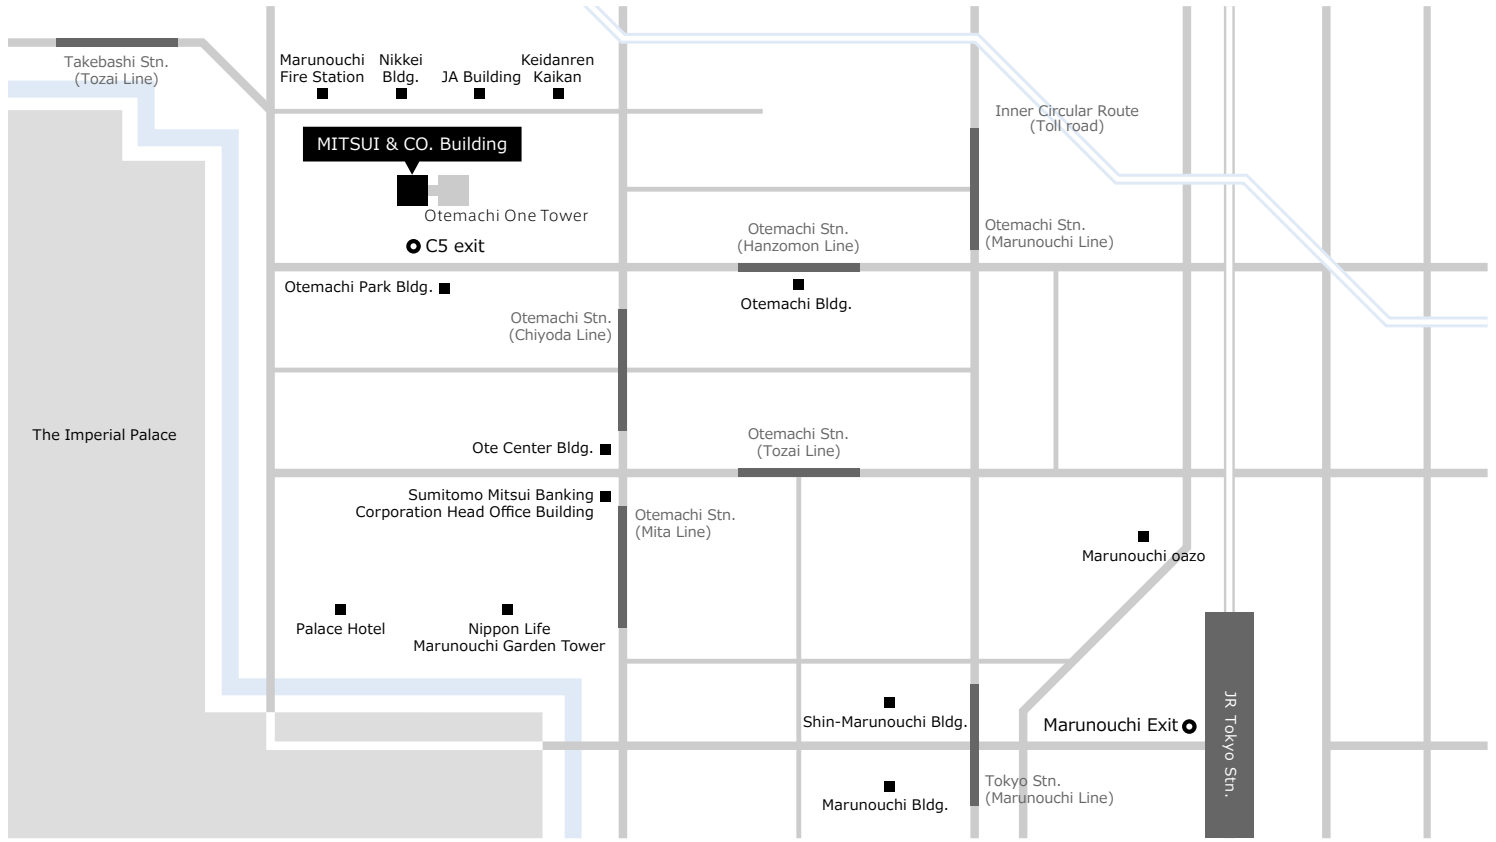 Takebashi Stn.
(Tozai Line)
Marunouchi
Fire Station
Nikkei
Bldg.
JA Building
Keidanren
Kaikan
Inner Circular Route
(Toll road)
MITSUI & CO. Building
Otemachi One Tower
C5 exit
Otemachi Stn.
(Hanzomon Line)
Otemachi Stn.
(Marunouchi Line)
Otemachi Park Bldg.
Otemachi Bldg.
Otemachi Stn.
(Chiyoda Line)
The Imperial Palace
Ote Center Bldg.
Otemachi Stn.
(Tozai Line)
Sumitomo Mitsui Banking
Corporation Head Office Building
Otemachi Stn.
(Mita Line)
Marunouchi oazo
Palace Hotel
Nippon Life
Marunouchi Garden Tower
Shin-Marunouchi Bldg.
Marunouchi Exit
JR Tokyo Stn.
Marunouchi Bldg.
Tokyo Stn.
(Marunouchi Line)